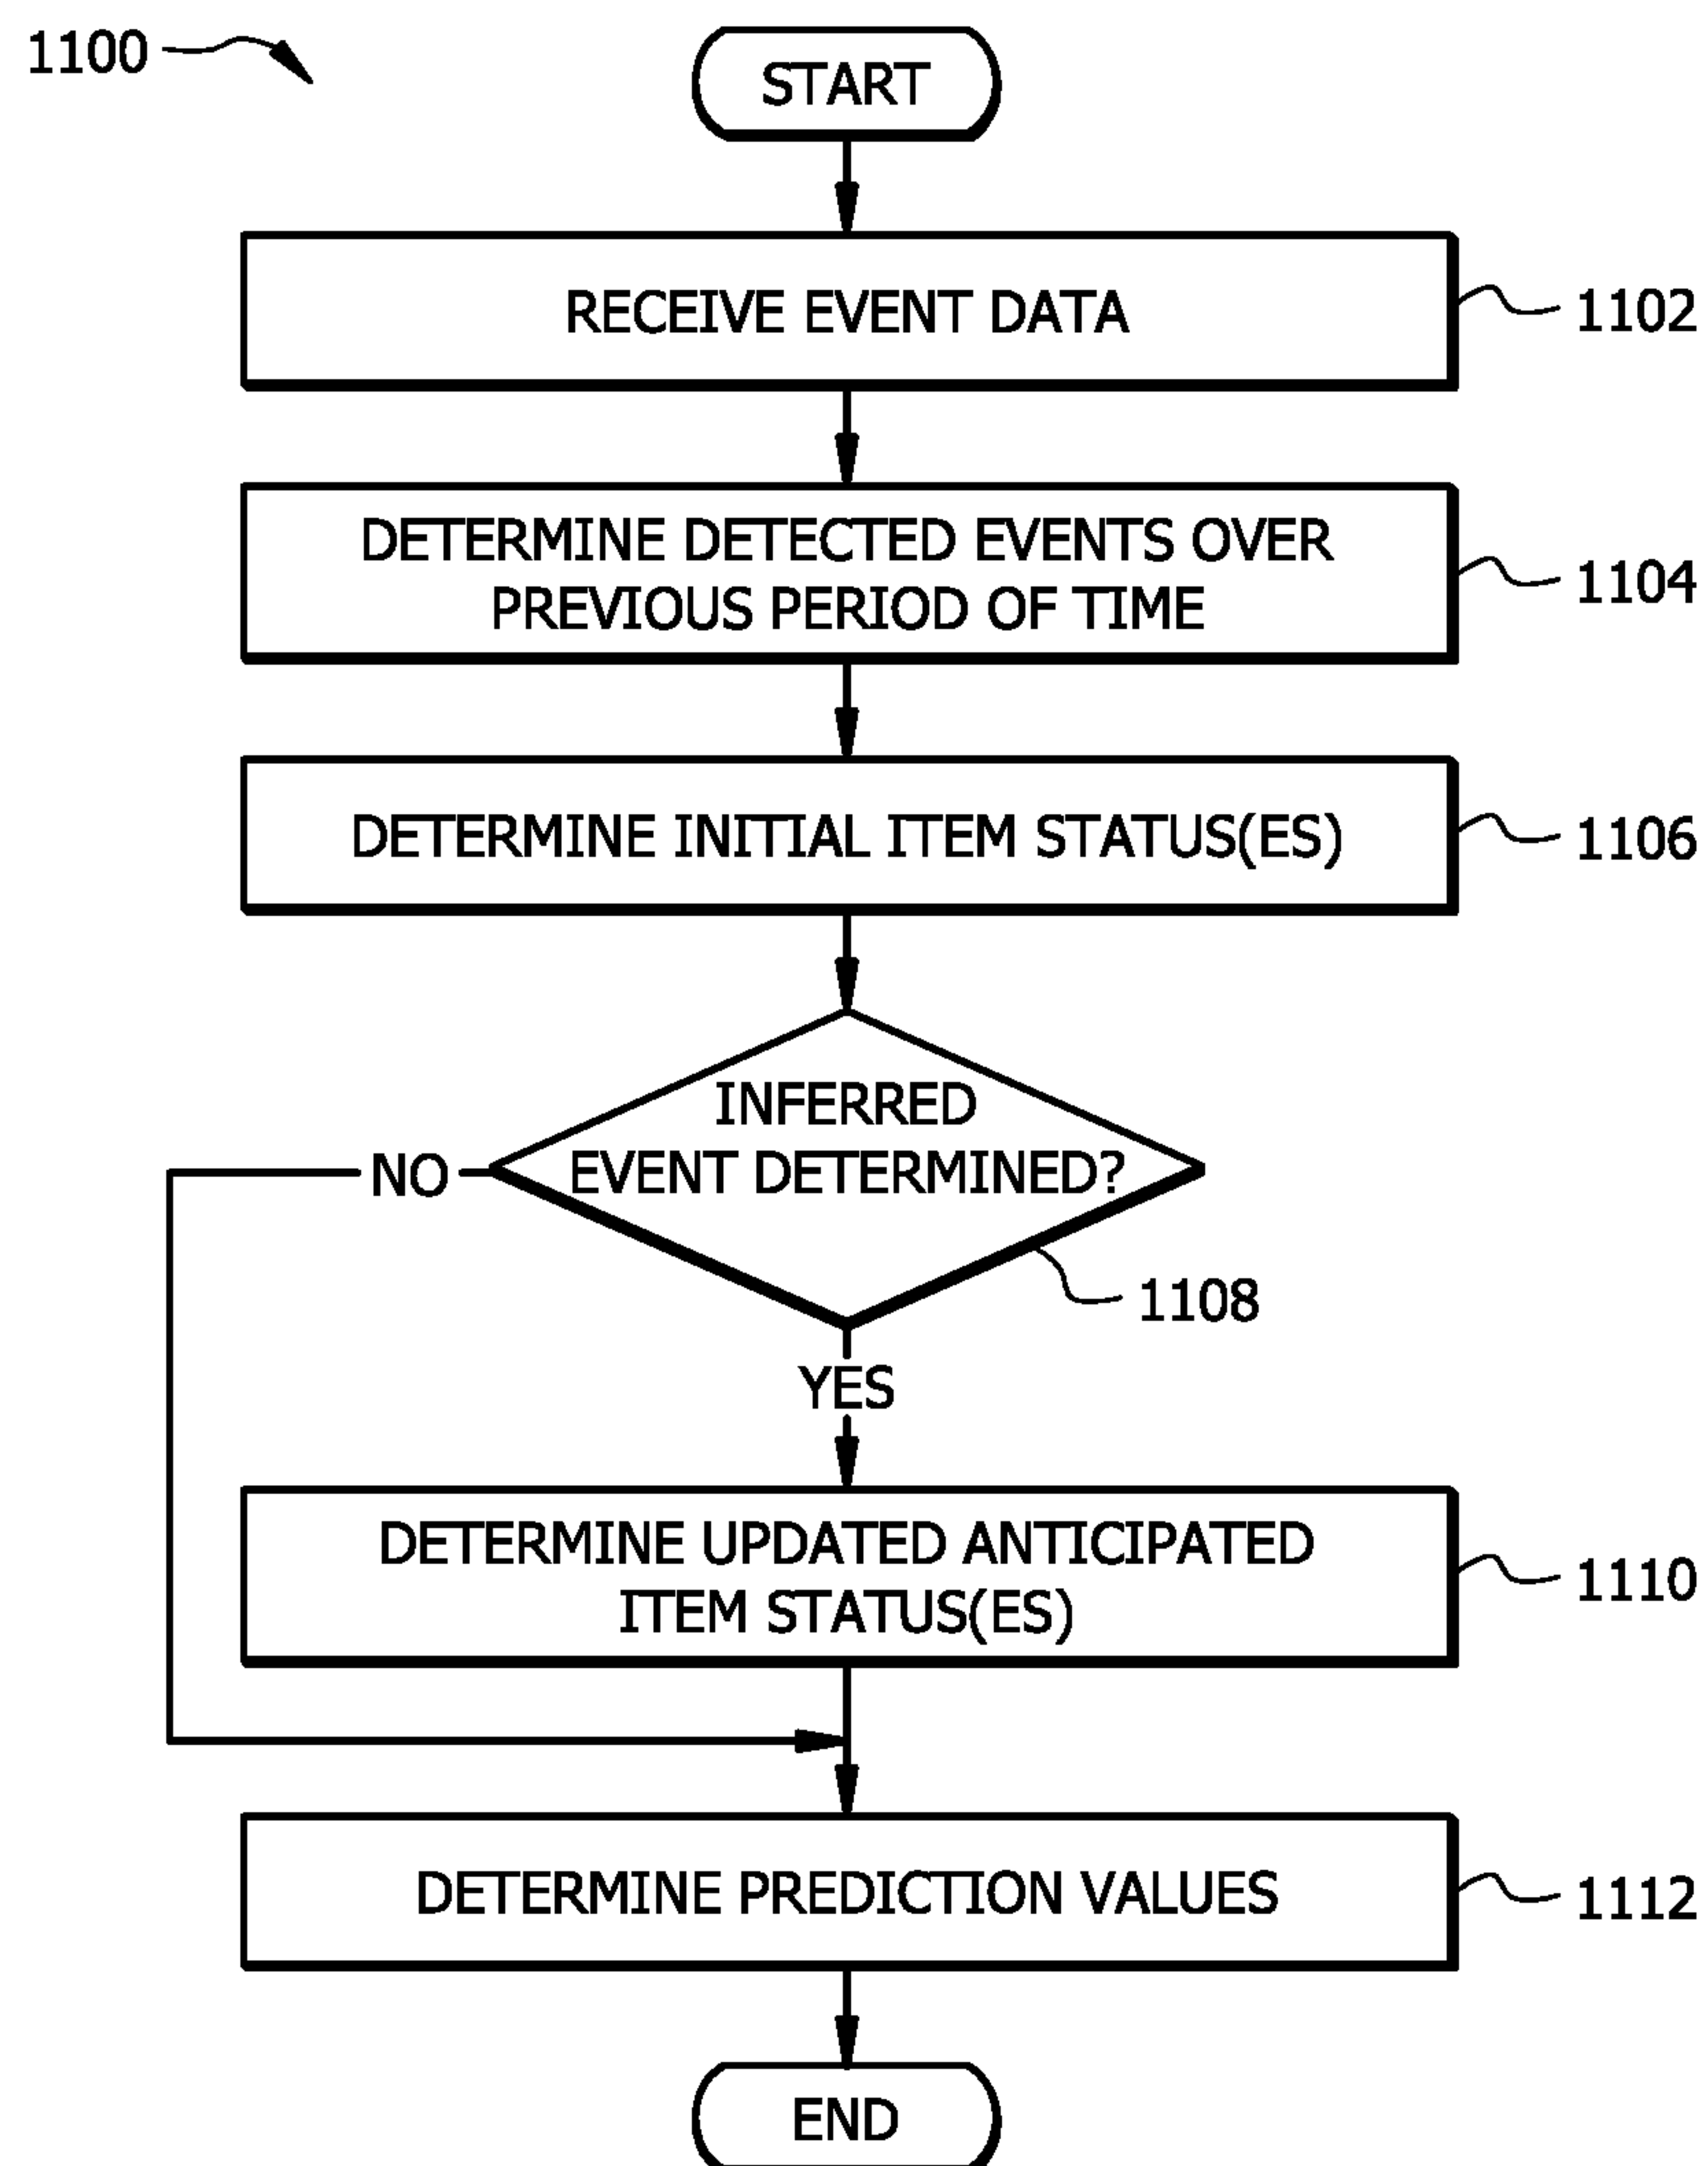 1100
START
RECEIVE EVENT DATA
1102
DETERMINE DETECTED EVENTS OVER
PREVIOUS PERIOD OF TIME
1104
DETERMINE INITIAL ITEM STATUS(ES)
1106
INFERRED
EVENT DETERMINED?
NO
1108
YES
DETERMINE UPDATED ANTICIPATED
ITEM STATUS(ES)
1110
DETERMINE PREDICTION VALUES
1112
END